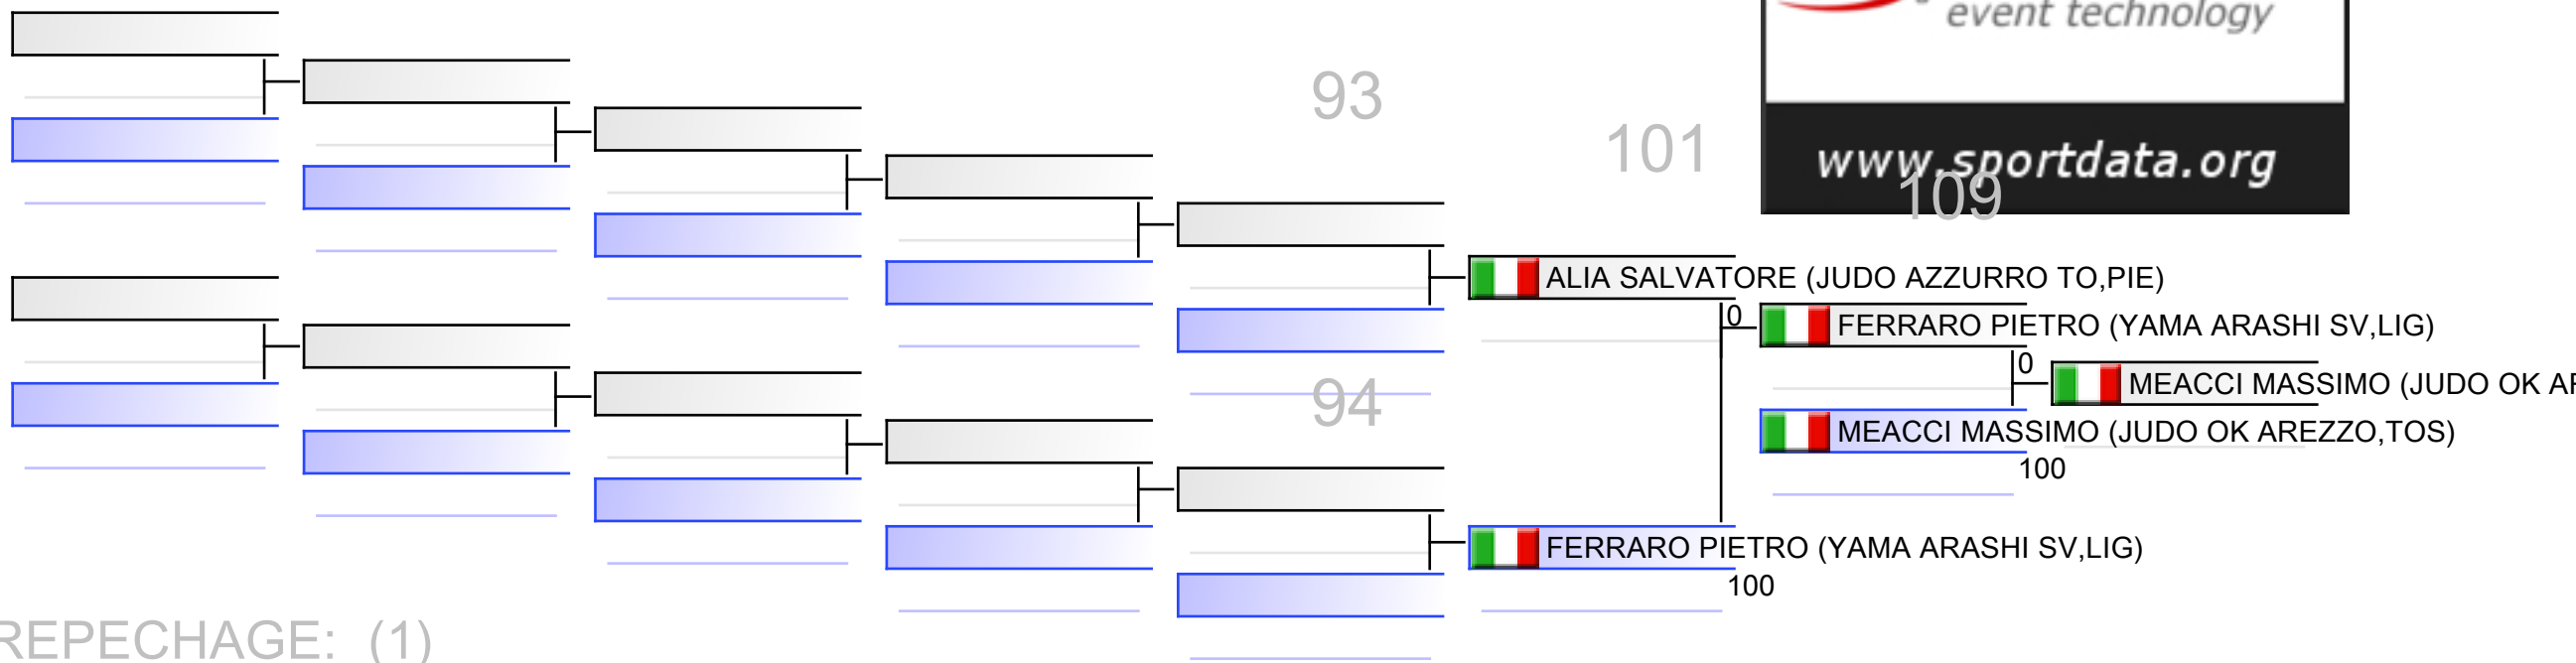 event technology
93
101
www.sportdata.org
109
ALIA SALVATORE (JUDO AZZURRO TO,PIE)
0
FERRARO PIETRO (YAMA ARASHI SV,LIG)
0
MEACCI MASSIMO (JUDO OK AR
94
MEACCI MASSIMO (JUDO OK AREZZO,TOS)
100
FERRARO PIETRO (YAMA ARASHI SV,LIG)
100
REPECHAGE: (1)